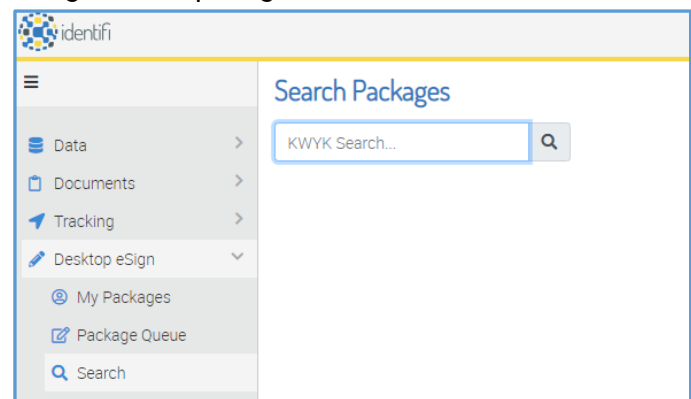 identifi
Search Packages
KWYK Search...
Data
Documents
Tracking
Desktop eSign
My Packages
Package Queue
Search